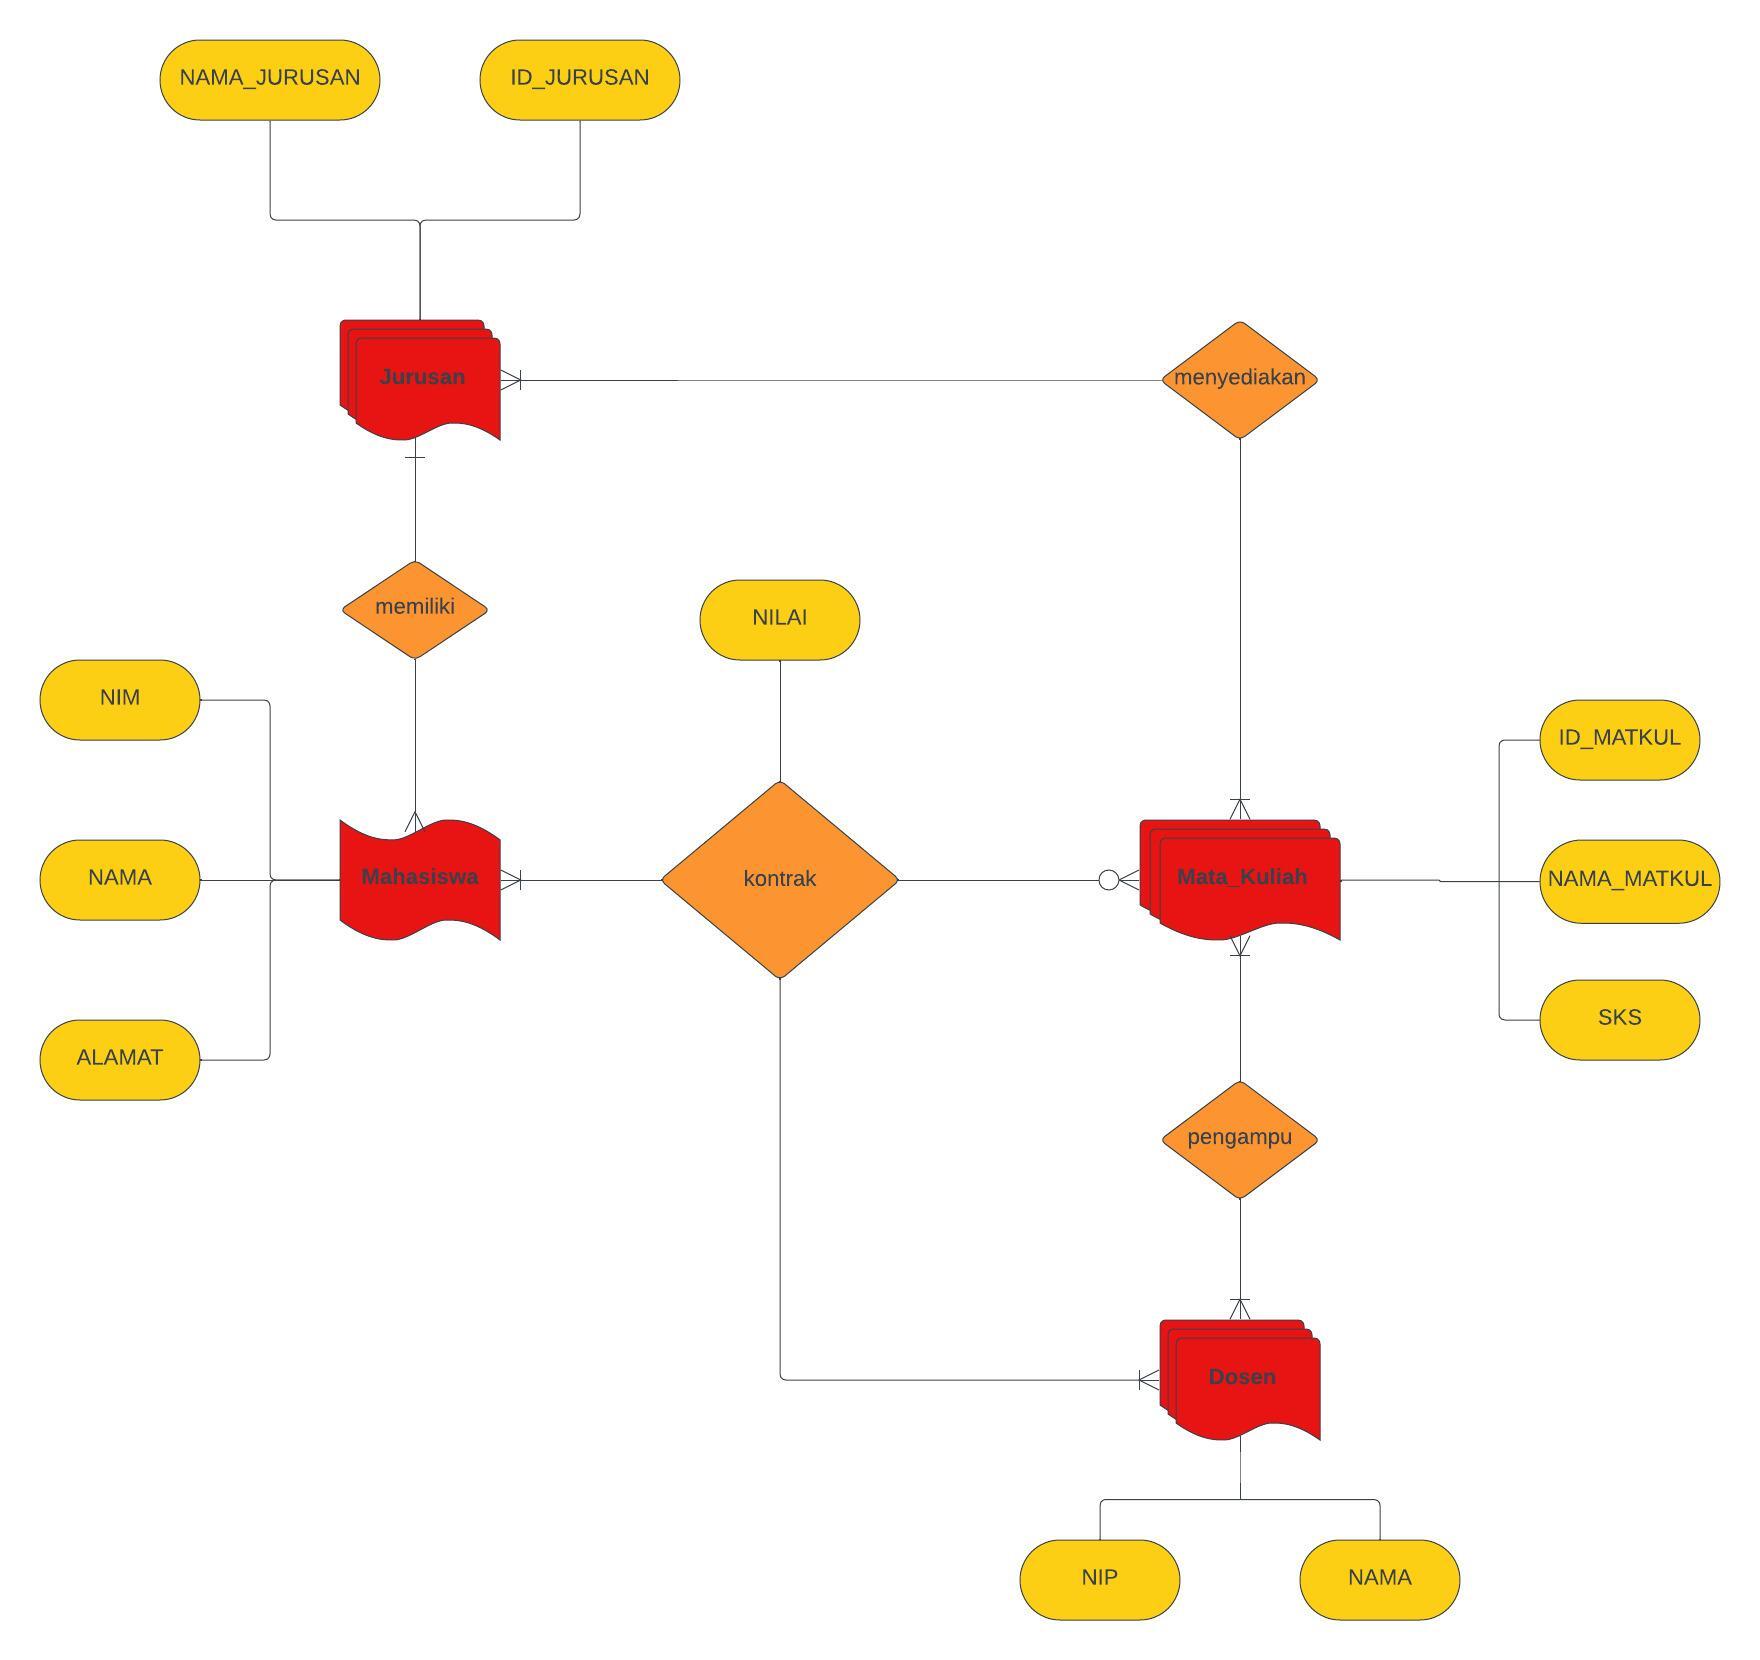 NAMA_JURUSAN
ID_JURUSAN
Jurusan
menyediakan
memiliki
NILAI
NIM
ID_MATKUL
NAMA
Mahasiswa
kontrak
Mata_Kuliah
NAMA_MATKUL
ALAMAT
SKS
pengampu
Dosen
NIP
NAMA